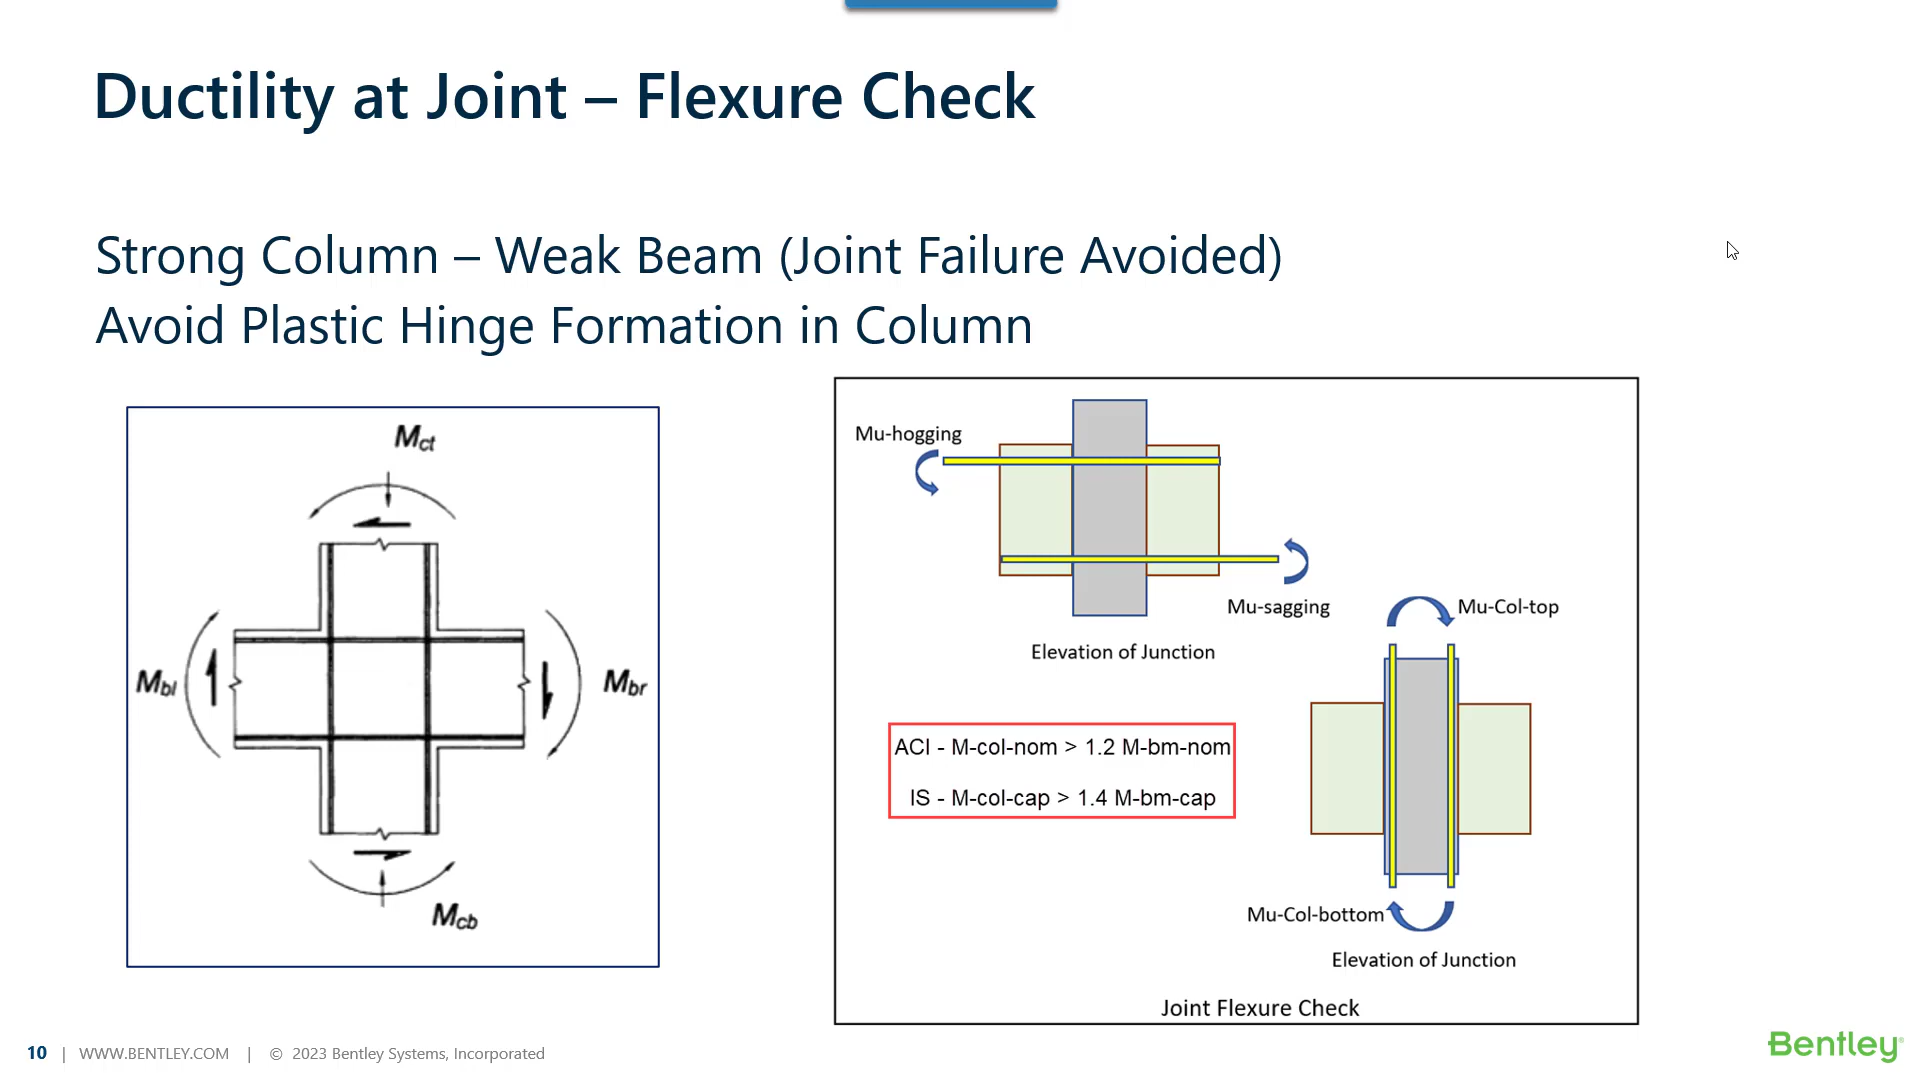 Ductility at Joint – Flexure Check
Strong Column – Weak Beam (Joint Failure Avoided)
Avoid Plastic Hinge Formation in Column
Mct
Mbl
Mbr
Mcb
Mu-hogging
Mu-sagging
Elevation of Junction
Mu-Col-top
ACI - M-col-nom > 1.2 M-bm-nom
IS - M-col-cap > 1.4 M-bm-cap
Mu-Col-bottom
Elevation of Junction
Joint Flexure Check
10 | WWW.BENTLEY.COM | © 2023 Bentley Systems, Incorporated
Bentley®